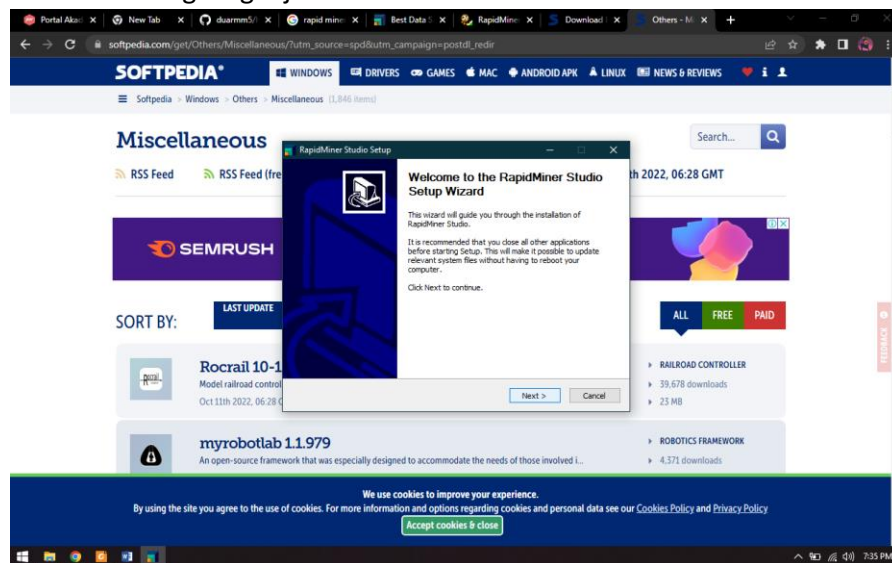 Portal Akad
New Tab
duarmm5/
rapid mine
Best Data S
RapidMine
Download
Others - M
softpedia.com/get/Others/Miscellaneous/?utm_source=spd&utm_campaign=postdl_redir
SOFTPEDIA®
WINDOWS
DRIVERS
GAMES
MAC
ANDROID APK
LINUX
NEWS & REVIEWS
Softpedia > Windows > Others > Miscellaneous (1,846 items)
Miscellaneous
Search...
RSS Feed
RSS Feed (fre
th 2022, 06:28 GMT
RapidMiner Studio Setup
Welcome to the RapidMiner Studio
Setup Wizard
This wizard will guide you through the installation of
RapidMiner Studio.
It is recommended that you close all other applications
before starting Setup. This will make it possible to update
relevant system files without having to reboot your
computer.
Click Next to continue.
Next >
Cancel
SEMRUSH
SORT BY:
LAST UPDATE
ALL
FREE
PAID
FEEDBACK
Rocrail 10-1
Model railroad control
Oct 11th 2022, 06:28 G
RAILROAD CONTROLLER
39,678 downloads
23 MB
myrobotlab 1.1.979
An open-source framework that was especially designed to accommodate the needs of those involved i...
ROBOTICS FRAMEWORK
4,371 downloads
We use cookies to improve your experience.
By using the site you agree to the use of cookies. For more information and options regarding cookies and personal data see our Cookies Policy and Privacy Policy
Accept cookies & close
7:35 PM